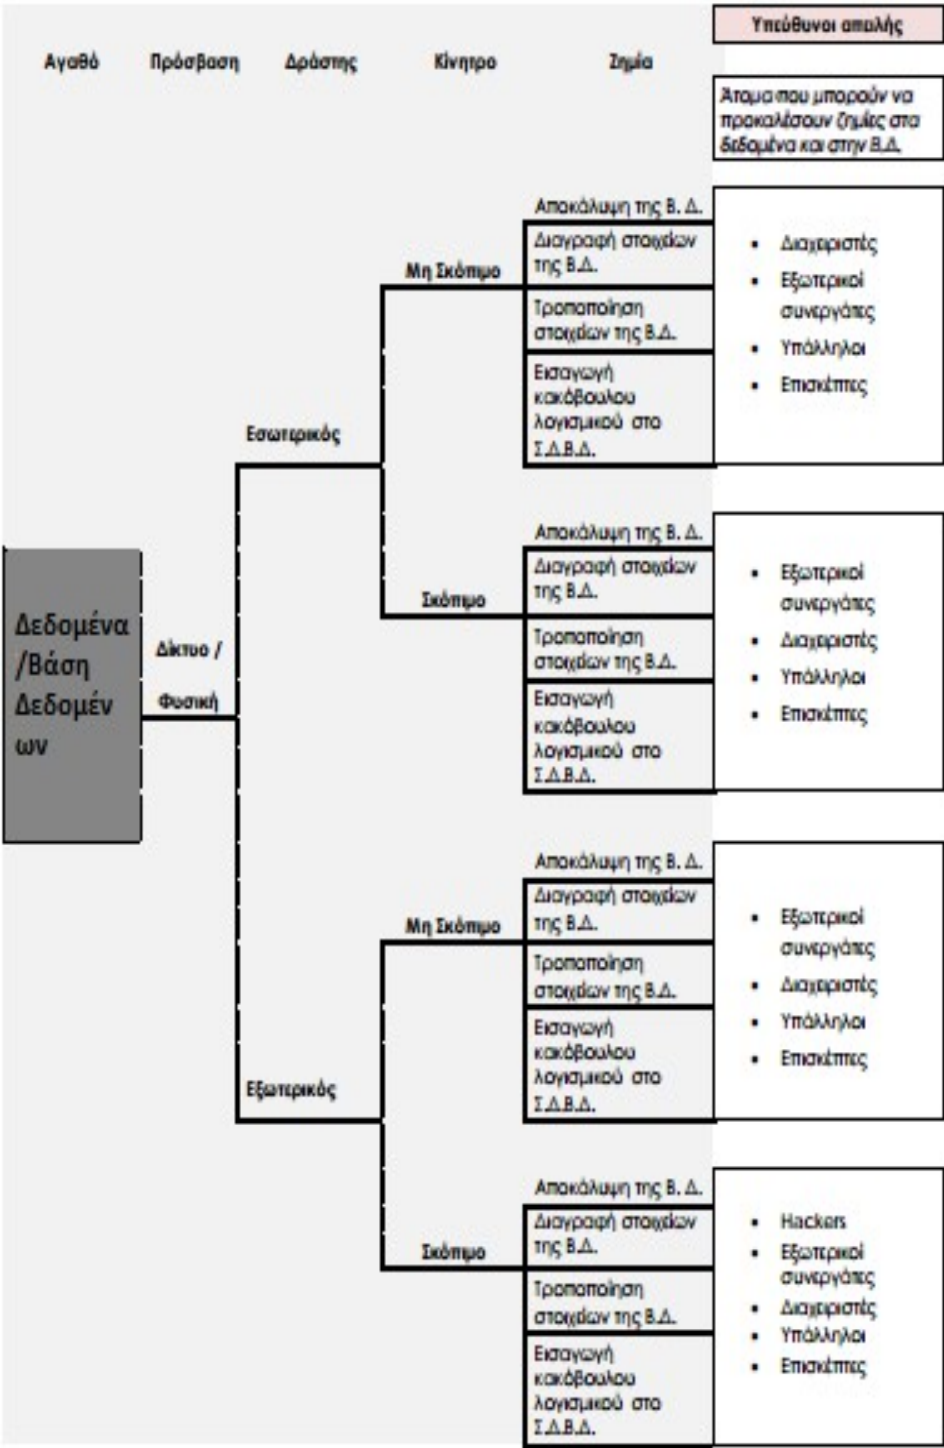 Υπεύθυνοι απειλής
Αγαθό Πρόσβαση Δράστης Κίνητρο Ζημία
Άτομα που μπορούν να
προκαλέσουν ζημίες στα
δεδομένα και στην Β.Δ.
Αποκάλυψη της Β. Δ.
Διαγραφή στοιχείων
της Β.Δ.
Μη Σκόπιμο
Τροποποίηση
στοιχείων της Β.Δ.
Εισαγωγή
κακόβουλου
λογισμικού στο
Σ.Δ.Β.Δ.
• Διαχειριστές
• Εξωτερικοί
συνεργάτες
• Υπάλληλοι
• Επισκέπτες
Εσωτερικός
Αποκάλυψη της Β. Δ.
Διαγραφή στοιχείων
της Β.Δ.
Σκόπιμο
Τροποποίηση
στοιχείων της Β.Δ.
Εισαγωγή
κακόβουλου
λογισμικού στο
Σ.Δ.Β.Δ.
• Εξωτερικοί
συνεργάτες
• Διαχειριστές
• Υπάλληλοι
• Επισκέπτες
Δεδομένα
/Βάση
Δεδομέν
ων
Δίκτυο /
Φυσική
Αποκάλυψη της Β. Δ.
Διαγραφή στοιχείων
της Β.Δ.
Μη Σκόπιμο
Τροποποίηση
στοιχείων της Β.Δ.
Εισαγωγή
κακόβουλου
λογισμικού στο
Σ.Δ.Β.Δ.
• Εξωτερικοί
συνεργάτες
• Διαχειριστές
• Υπάλληλοι
• Επισκέπτες
Εξωτερικός
Αποκάλυψη της Β. Δ.
Διαγραφή στοιχείων
της Β.Δ.
Σκόπιμο
Τροποποίηση
στοιχείων της Β.Δ.
Εισαγωγή
κακόβουλου
λογισμικού στο
Σ.Δ.Β.Δ.
• Hackers
• Εξωτερικοί
συνεργάτες
• Διαχειριστές
• Υπάλληλοι
• Επισκέπτες